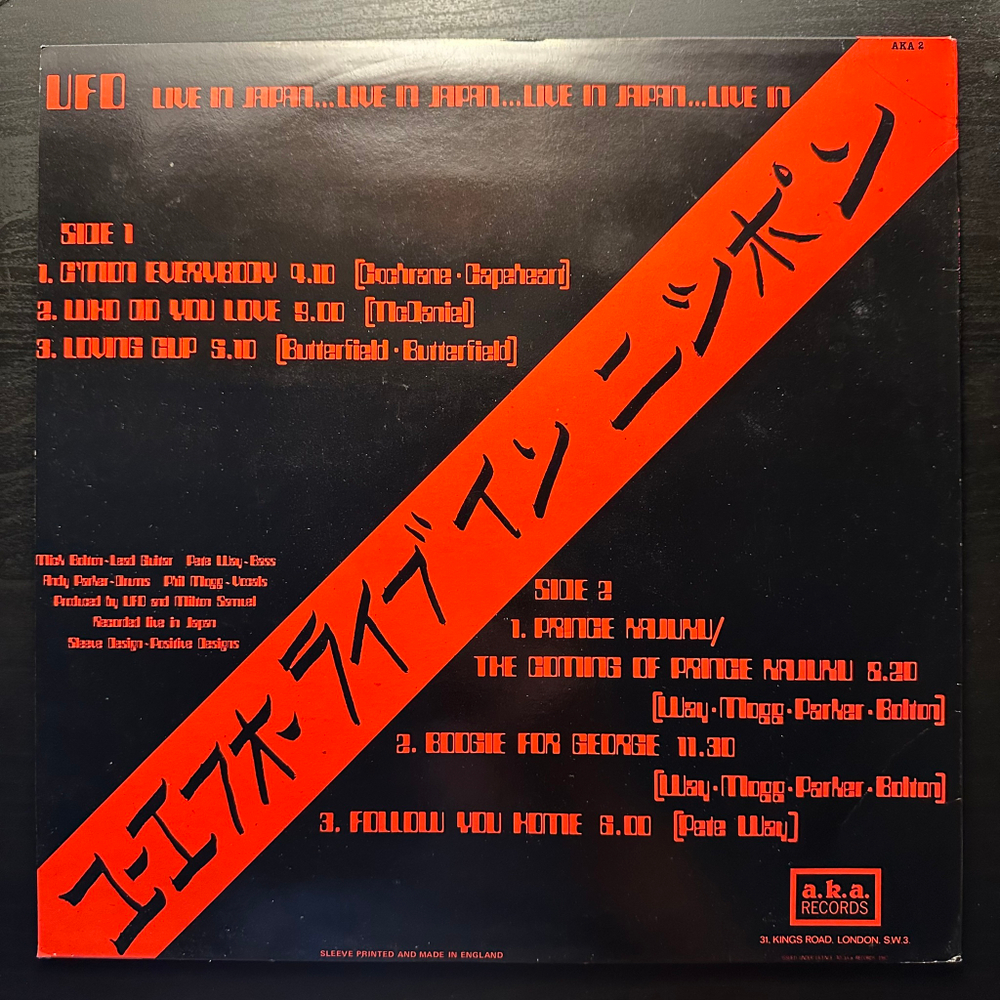 AKA 2
UFO LIVE IN JAPAN...LIVE IN JAPAN...LIVE IN JAPAN...LIVE IN
SIDE 1
1. C'MON EVERYBODY 4.10 [Cochrane · Capeheart]
2. WHO DO YOU LOVE 9.00 [McDaniel]
3. LOVING CUP 5.10 [Butterfield · Butterfield]
ユーエフオーライブイン ニッポン
Mick Bolton-Lead Guitar Pete Way-Bass
Andy Parker-Drums Phil Mogg-Vocals
Produced by UFO and Milton Samuel
Recorded live in Japan
Sleeve Design-Positive Designs
SIDE 2
1. PRINCE KAJUKU/
THE COMING OF PRINCE KAJUKU 8.20
[Way · Mogg · Parker · Bolton]
2. BOOGIE FOR GEORGE 11.30
[Way · Mogg · Parker · Bolton]
3. FOLLOW YOU HOME 6.00 [Pete Way]
a.k.a.
RECORDS
31, KINGS ROAD, LONDON, S.W.3.
SLEEVE PRINTED AND MADE IN ENGLAND